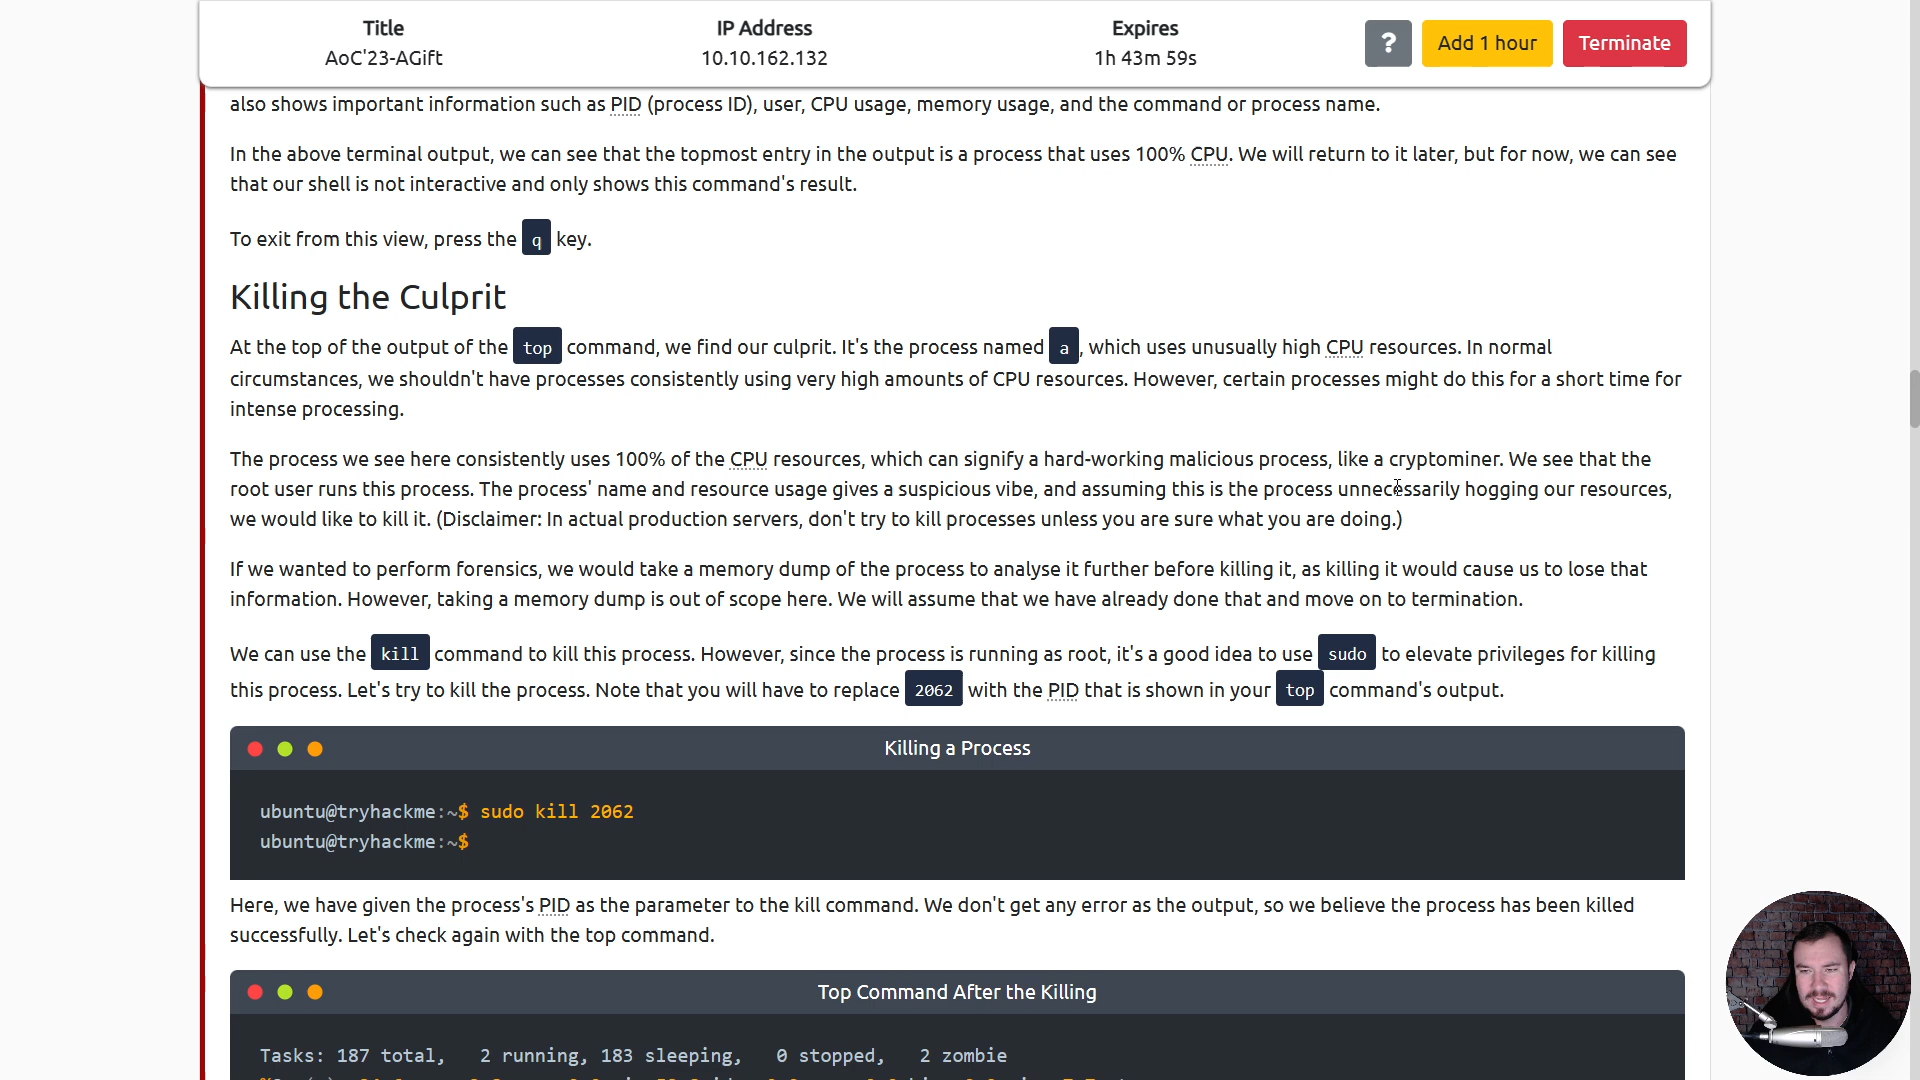 Title
AoC'23-AGift
IP Address
10.10.162.132
Expires
1h 43m 59s
?
Add 1 hour
Terminate
also shows important information such as PID (process ID), user, CPU usage, memory usage, and the command or process name.
In the above terminal output, we can see that the topmost entry in the output is a process that uses 100% CPU. We will return to it later, but for now, we can see
that our shell is not interactive and only shows this command's result.
To exit from this view, press the q key.
Killing the Culprit
At the top of the output of the top command, we find our culprit. It's the process named a, which uses unusually high CPU resources. In normal
circumstances, we shouldn't have processes consistently using very high amounts of CPU resources. However, certain processes might do this for a short time for
intense processing.
The process we see here consistently uses 100% of the CPU resources, which can signify a hard-working malicious process, like a cryptominer. We see that the
root user runs this process. The process' name and resource usage gives a suspicious vibe, and assuming this is the process unnecessarily hogging our resources,
we would like to kill it. (Disclaimer: In actual production servers, don't try to kill processes unless you are sure what you are doing.)
If we wanted to perform forensics, we would take a memory dump of the process to analyse it further before killing it, as killing it would cause us to lose that
information. However, taking a memory dump is out of scope here. We will assume that we have already done that and move on to termination.
We can use the kill command to kill this process. However, since the process is running as root, it's a good idea to use sudo to elevate privileges for killing
this process. Let's try to kill the process. Note that you will have to replace 2062 with the PID that is shown in your top command's output.
Killing a Process
ubuntu@tryhackme:~$ sudo kill 2062
ubuntu@tryhackme:~$
Here, we have given the process's PID as the parameter to the kill command. We don't get any error as the output, so we believe the process has been killed
successfully. Let's check again with the top command.
Top Command After the Killing
Tasks: 187 total,   2 running, 183 sleeping,   0 stopped,   2 zombie